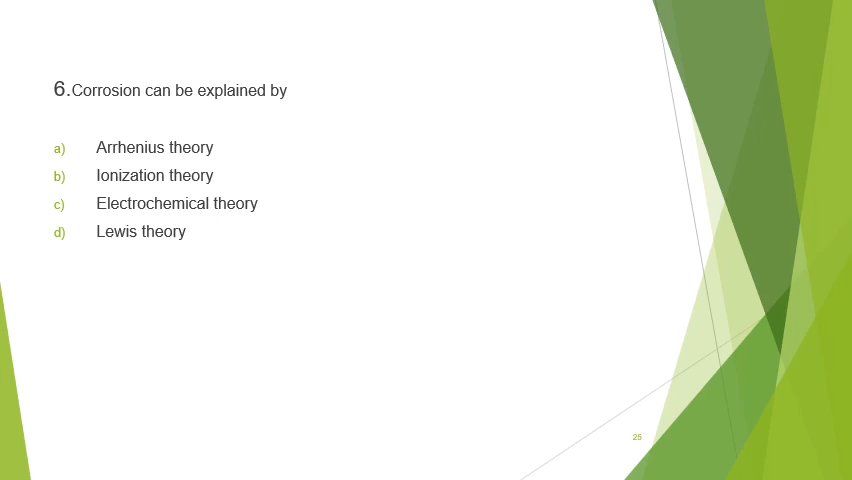 6.Corrosion can be explained by
a) Arrhenius theory
b) Ionization theory
c) Electrochemical theory
d) Lewis theory
25